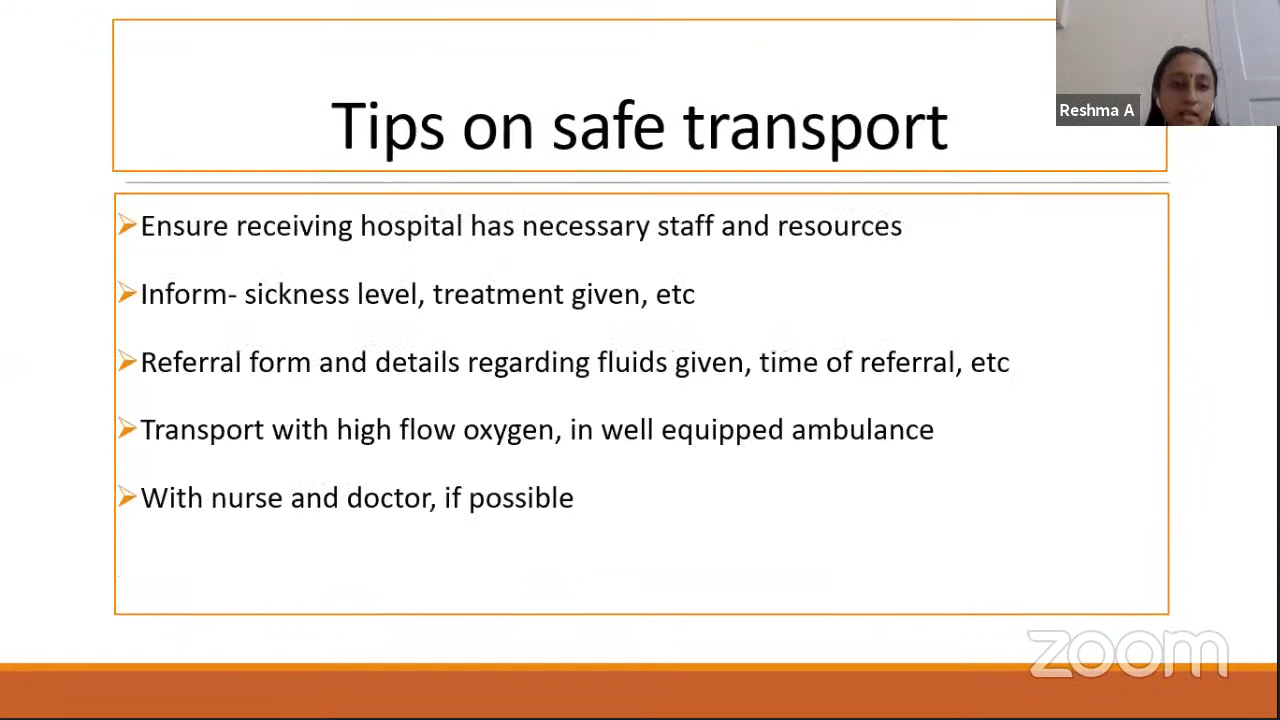 Tips on safe transport
Reshma A
Ensure receiving hospital has necessary staff and resources
Inform- sickness level, treatment given, etc
Referral form and details regarding fluids given, time of referral, etc
Transport with high flow oxygen, in well equipped ambulance
With nurse and doctor, if possible
zoom